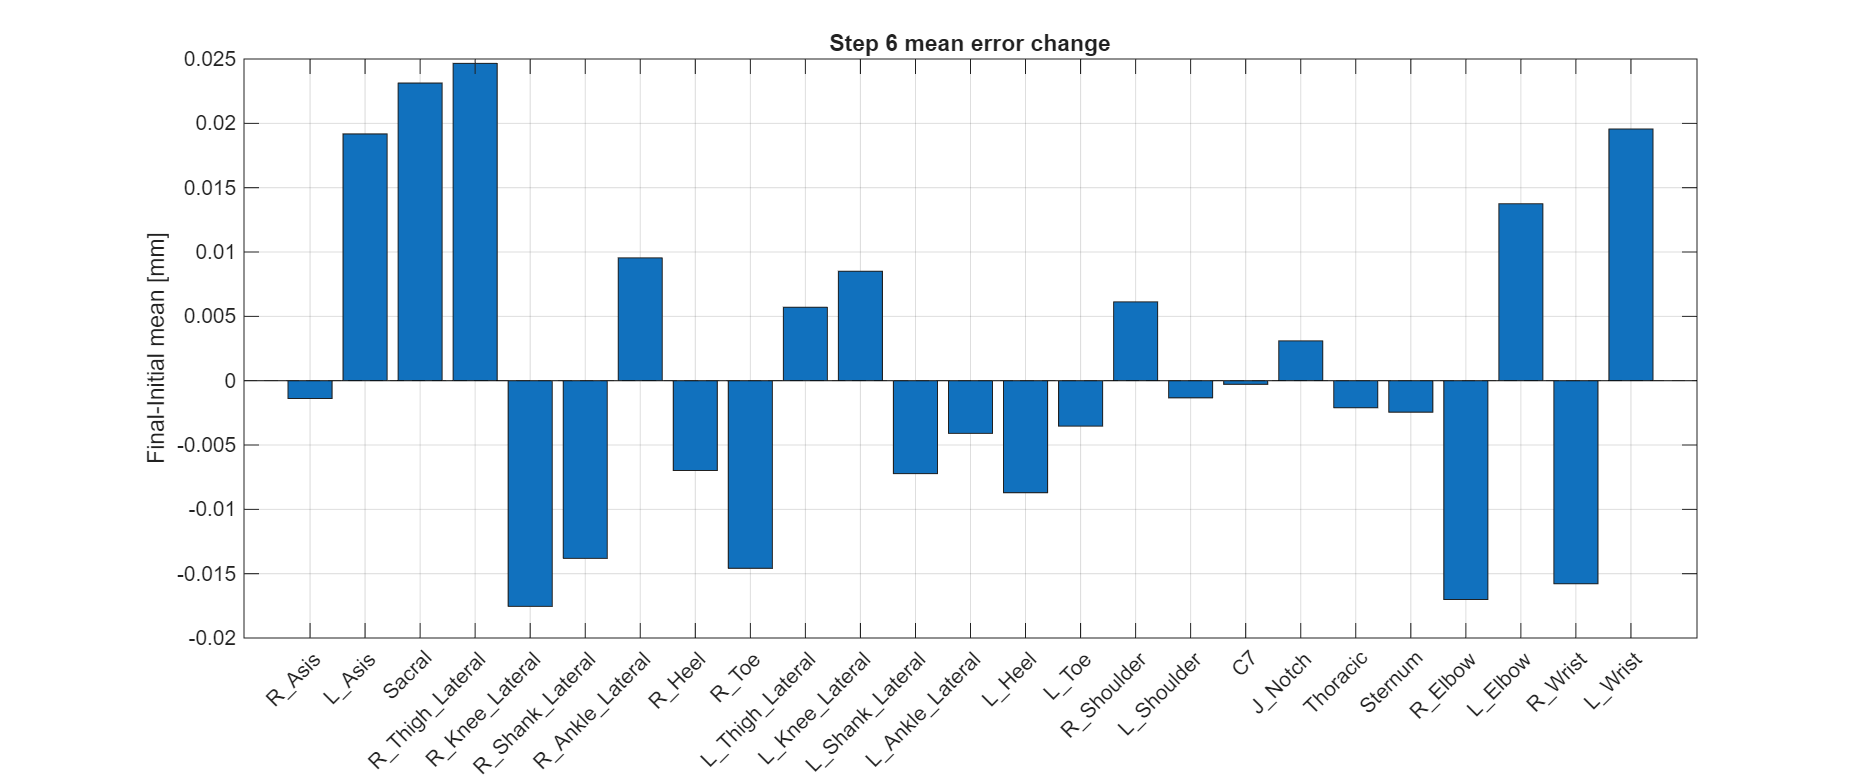 Step 6 mean error change
Final-Initial mean [mm]
0.025
0.02
0.015
0.01
0.005
0
-0.005
-0.01
-0.015
-0.02
R_Asis
L_Asis
Sacral
R_Thigh_Lateral
R_Knee_Lateral
R_Shank_Lateral
R_Ankle_Lateral
R_Heel
R_Toe
L_Thigh_Lateral
L_Knee_Lateral
L_Shank_Lateral
L_Ankle_Lateral
L_Heel
L_Toe
R_Shoulder
L_Shoulder
C7
J_Notch
Thoracic
Sternum
R_Elbow
L_Elbow
R_Wrist
L_Wrist